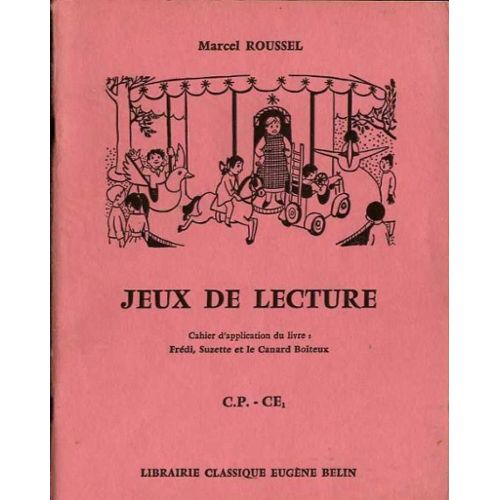 Marcel ROUSSEL
JEUX DE LECTURE
Cahier d'application du livre :
Frédi, Suzette et le Canard Boîteux
C.P. - CE₁
LIBRAIRIE CLASSIQUE EUGÈNE BELIN